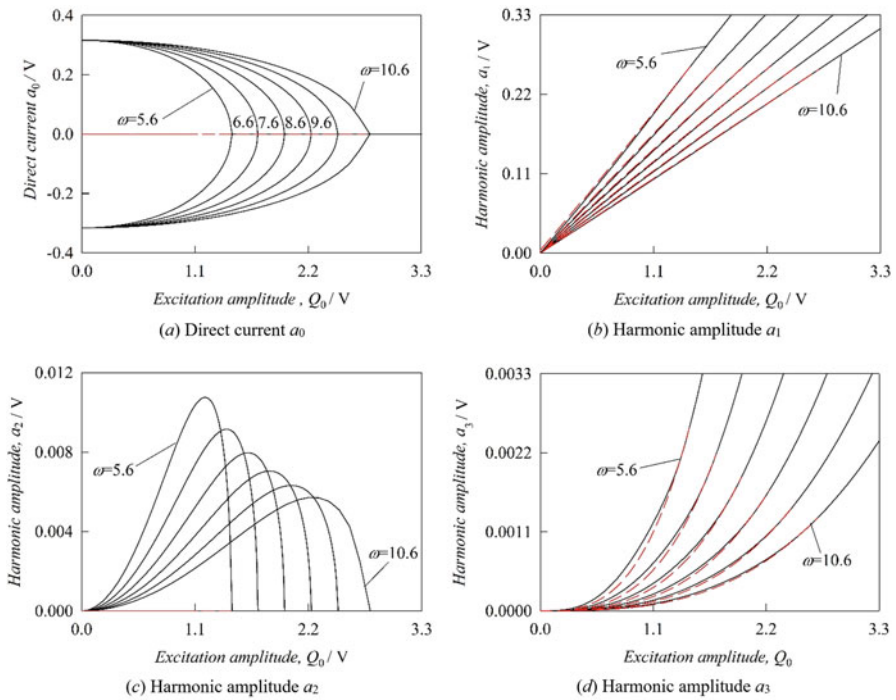 0.4
0.2
0.0
-0.2
-0.4
Direct current a₀ / V
ω=5.6
6.6
7.6
8.6
9.6
ω=10.6
0.0
1.1
2.2
3.3
Excitation amplitude , Q₀ / V
(a) Direct current a₀
0.33
0.22
0.11
0.00
Harmonic amplitude, a₁ / V
ω=5.6
ω=10.6
0.0
1.1
2.2
3.3
Excitation amplitude, Q₀ / V
(b) Harmonic amplitude a₁
0.012
0.008
0.004
0.000
Harmonic amplitude, a₂ / V
ω=5.6
ω=10.6
0.0
1.1
2.2
3.3
Excitation amplitude, Q₀ / V
(c) Harmonic amplitude a₂
0.0033
0.0022
0.0011
0.0000
Harmonic amplitude, a₃ / V
ω=5.6
ω=10.6
0.0
1.1
2.2
3.3
Excitation amplitude, Q₀
(d) Harmonic amplitude a₃